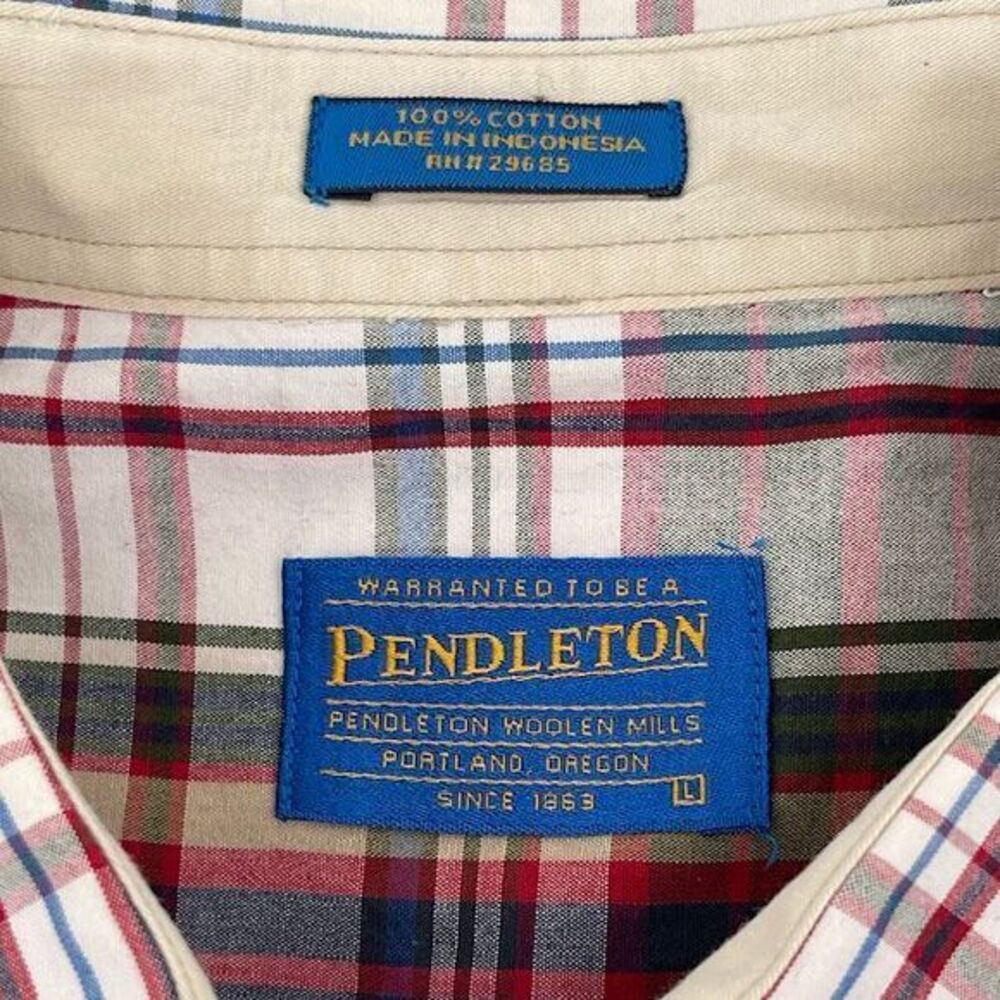 100% COTTON
MADE IN INDONESIA
RN# 29685
WARRANTED TO BE A
PENDLETON
PENDLETON WOOLEN MILLS
PORTLAND, OREGON
SINCE 1863
L